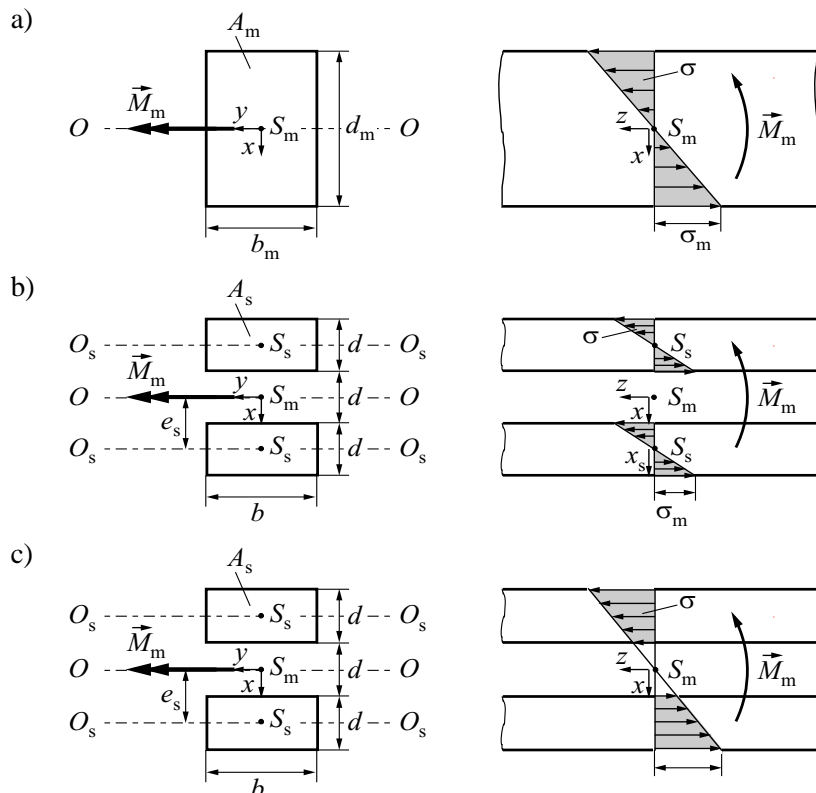 a)
A_m
M_m
O
y
x
S_m
d_m
O
b_m
σ
z
S_m
x
M_m
σ_m
b)
A_s
O_s
S_s
d
O_s
M_m
O
y
S_m
d
O
x
e_s
O_s
S_s
d
O_s
b
σ
S_s
z
S_m
x
M_m
S_s
x_s
σ_m
c)
A_s
O_s
S_s
d
O_s
M_m
O
y
S_m
d
O
x
e_s
O_s
S_s
d
O_s
b
σ
z
S_m
x
M_m